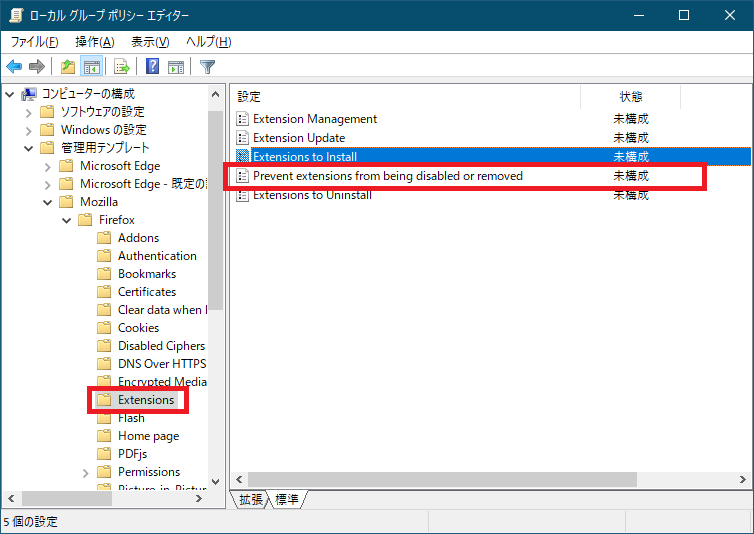 ローカル グループ ポリシー エディター
ファイル(F) 操作(A) 表示(V) ヘルプ(H)
コンピューターの構成
ソフトウェアの設定
Windows の設定
管理用テンプレート
Microsoft Edge
Microsoft Edge - 既定の
Mozilla
Firefox
Addons
Authentication
Bookmarks
Certificates
Clear data when
Cookies
Disabled Ciphers
DNS Over HTTPS
Encrypted Media
Extensions
Flash
Home page
PDFjs
Permissions
Picture-in-Pictur
設定 状態
Extension Management 未構成
Extension Update 未構成
Extensions to Install 未構成
Prevent extensions from being disabled or removed 未構成
Extensions to Uninstall 未構成
拡張 標準
5 個の設定